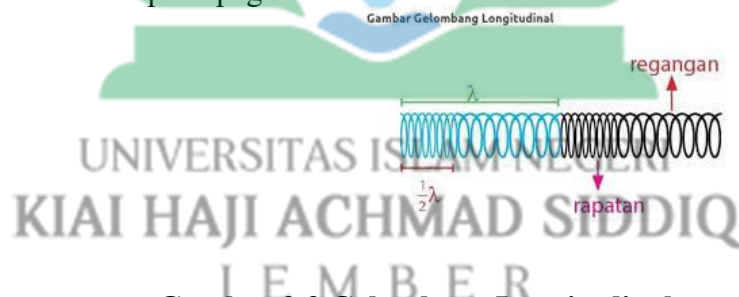 Gambar Gelombang Longitudinal
regangan
λ
UNIVERSITAS ISLAM NEGERI
½λ
rapatan
KIAI HAJI ACHMAD SIDDIQ
JEMBER